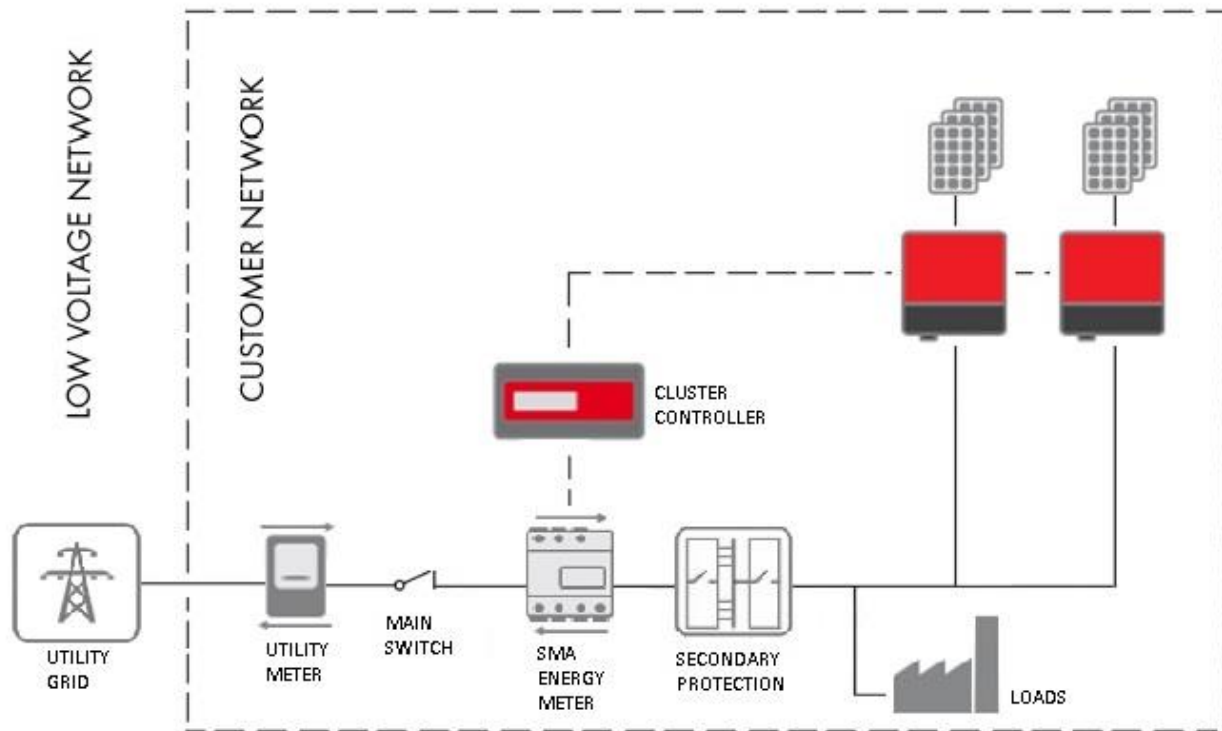 LOW VOLTAGE NETWORK
CUSTOMER NETWORK
CLUSTER
CONTROLLER
UTILITY
GRID
UTILITY
METER
MAIN
SWITCH
SMA
ENERGY
METER
SECONDARY
PROTECTION
LOADS